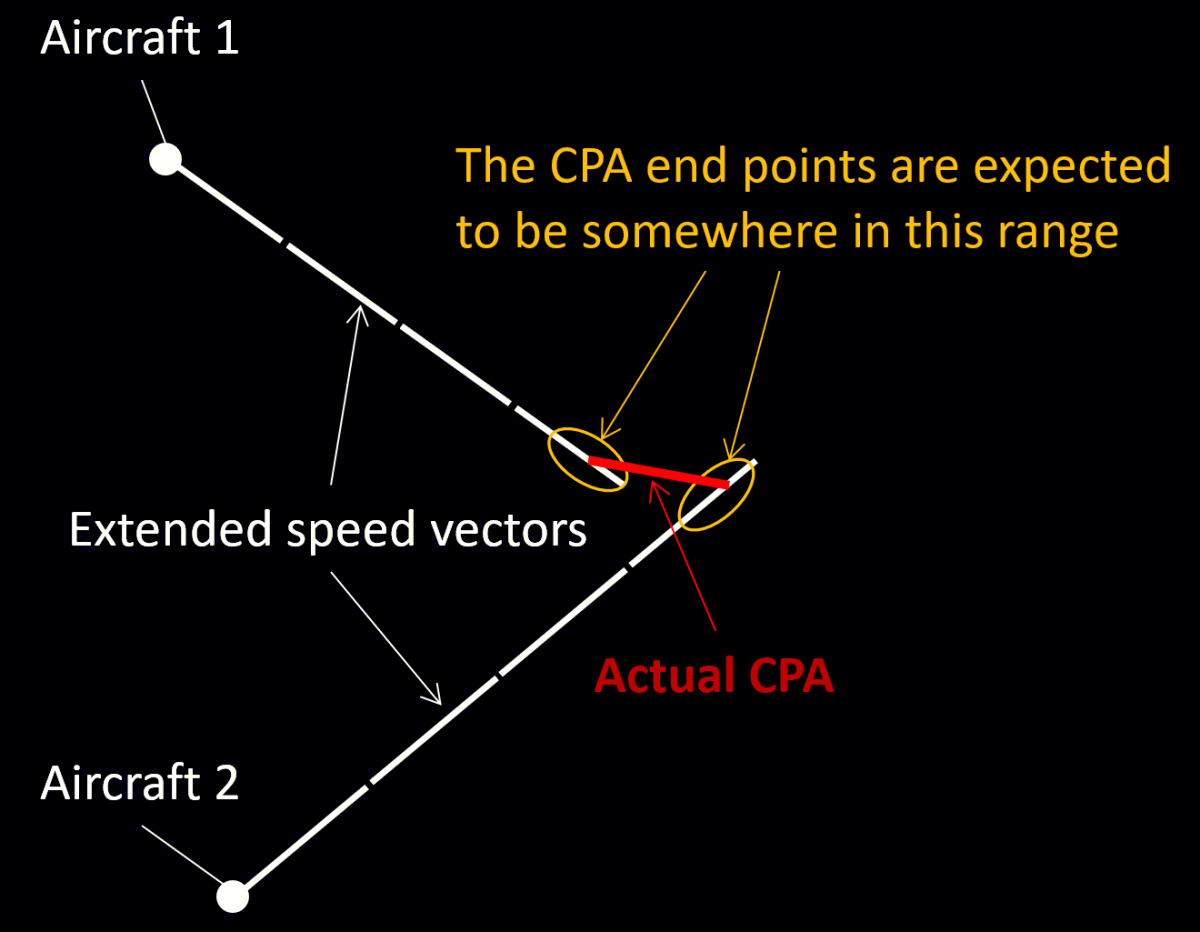 Aircraft 1
The CPA end points are expected
to be somewhere in this range
Extended speed vectors
Actual CPA
Aircraft 2